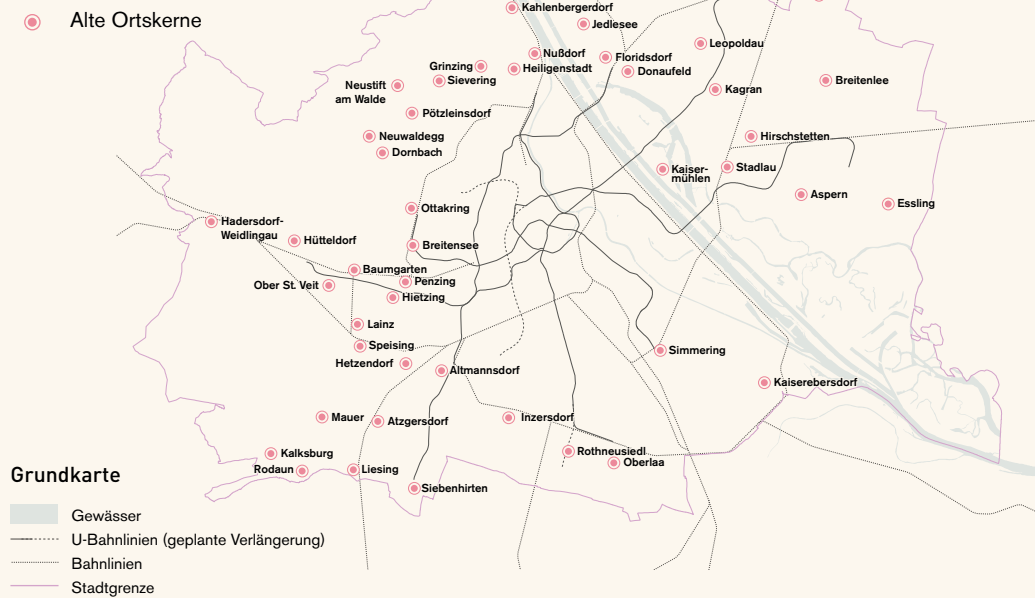 Alte Ortskerne
Kahlenbergerdorf
Jedlesee
Leopoldau
Nußdorf
Floridsdorf
Grinzing
Heiligenstadt
Donaufeld
Sievering
Breitenlee
Neustift
am Walde
Kagran
Pötzleinsdorf
Neuwaldegg
Hirschstetten
Dornbach
Kaiser-
mühlen
Stadlau
Aspern
Essling
Ottakring
Hadersdorf-
Weidlingau
Hütteldorf
Breitensee
Baumgarten
Penzing
Ober St. Veit
Hietzing
Lainz
Speising
Simmering
Hetzendorf
Altmannsdorf
Kaiserebersdorf
Mauer
Atzgersdorf
Inzersdorf
Kalksburg
Rothneusiedl
Rodaun
Liesing
Oberlaa
Siebenhirten
Grundkarte
Gewässer
U-Bahnlinien (geplante Verlängerung)
Bahnlinien
Stadtgrenze